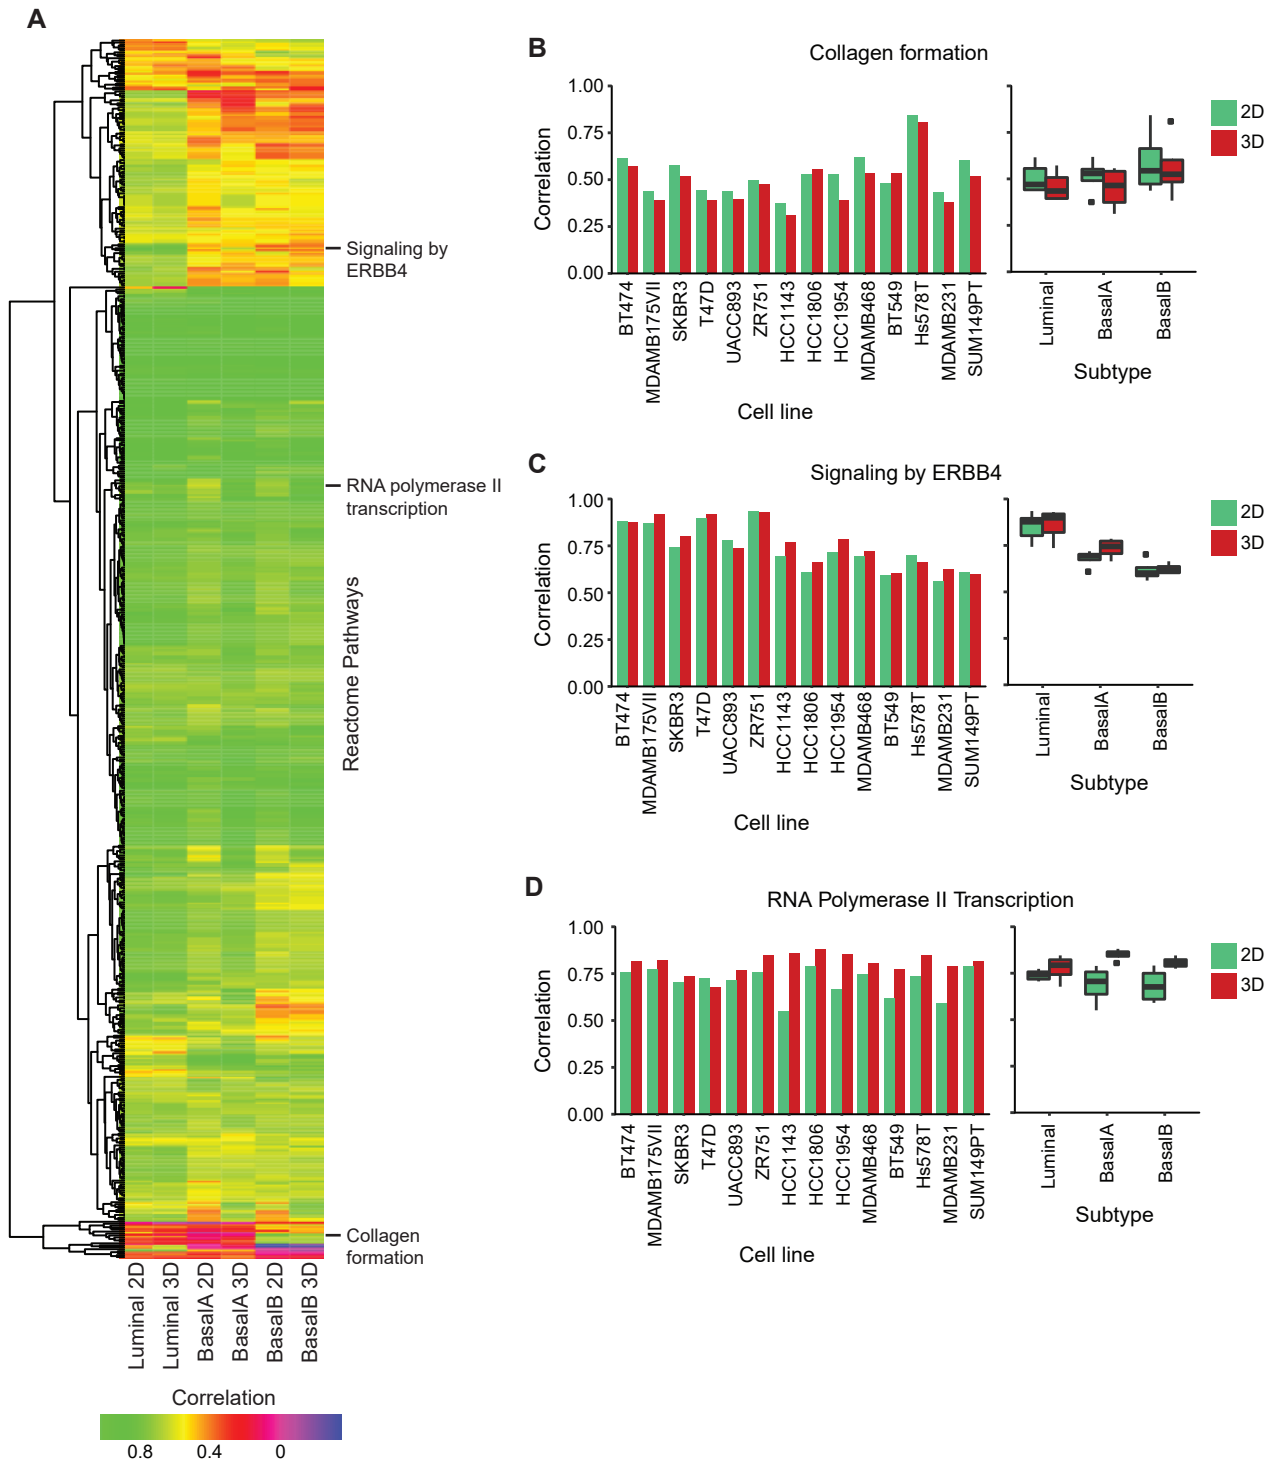 A
Signaling by
ERBB4
RNA polymerase II
transcription
Reactome Pathways
Collagen
formation
Luminal 2D
Luminal 3D
BasalA 2D
BasalA 3D
BasalB 2D
BasalB 3D
Correlation
0.8 0.4 0
B
Collagen formation
Correlation
1.00
0.75
0.50
0.25
0.00
BT474
MDAMB175VII
SKBR3
T47D
UACC893
ZR751
HCC1143
HCC1806
HCC1954
MDAMB468
BT549
Hs578T
MDAMB231
SUM149PT
Cell line
Luminal
BasalA
BasalB
Subtype
2D
3D
C
Signaling by ERBB4
Correlation
1.00
0.75
0.50
0.25
0.00
BT474
MDAMB175VII
SKBR3
T47D
UACC893
ZR751
HCC1143
HCC1806
HCC1954
MDAMB468
BT549
Hs578T
MDAMB231
SUM149PT
Cell line
Luminal
BasalA
BasalB
Subtype
2D
3D
D
RNA Polymerase II Transcription
Correlation
1.00
0.75
0.50
0.25
0.00
BT474
MDAMB175VII
SKBR3
T47D
UACC893
ZR751
HCC1143
HCC1806
HCC1954
MDAMB468
BT549
Hs578T
MDAMB231
SUM149PT
Cell line
Luminal
BasalA
BasalB
Subtype
2D
3D